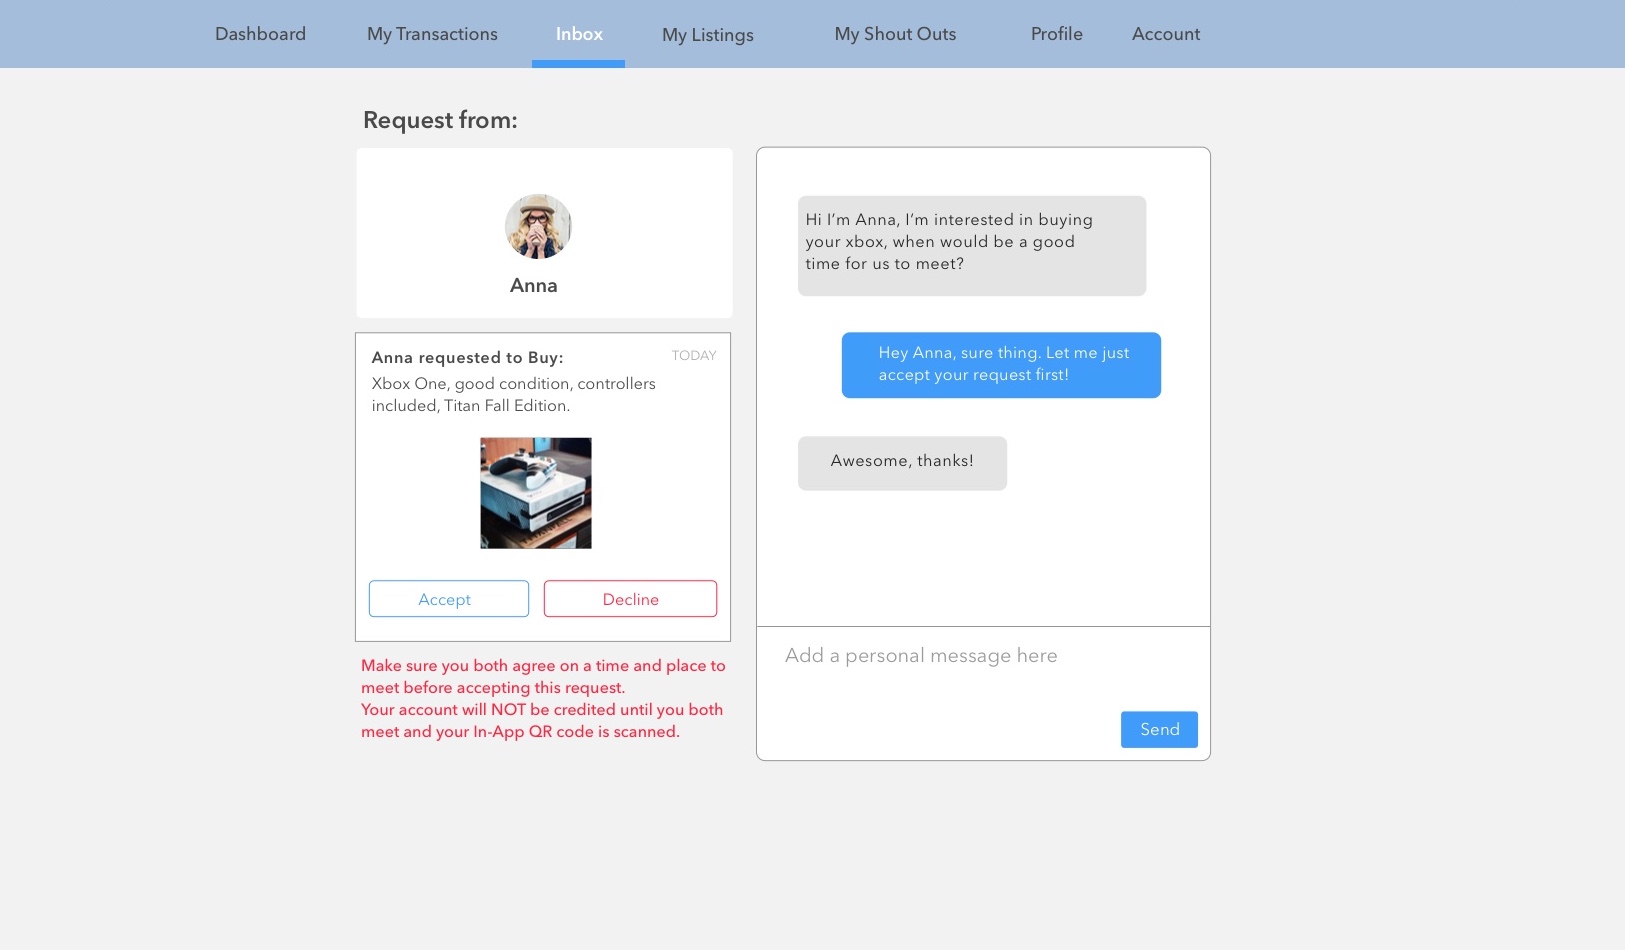 Dashboard My Transactions Inbox My Listings My Shout Outs Profile Account
Request from:
Anna
Anna requested to Buy: TODAY
Xbox One, good condition, controllers
included, Titan Fall Edition.
Accept Decline
Make sure you both agree on a time and place to
meet before accepting this request.
Your account will NOT be credited until you both
meet and your In-App QR code is scanned.
Hi I’m Anna, I’m interested in buying
your xbox, when would be a good
time for us to meet?
Hey Anna, sure thing. Let me just
accept your request first!
Awesome, thanks!
Add a personal message here
Send